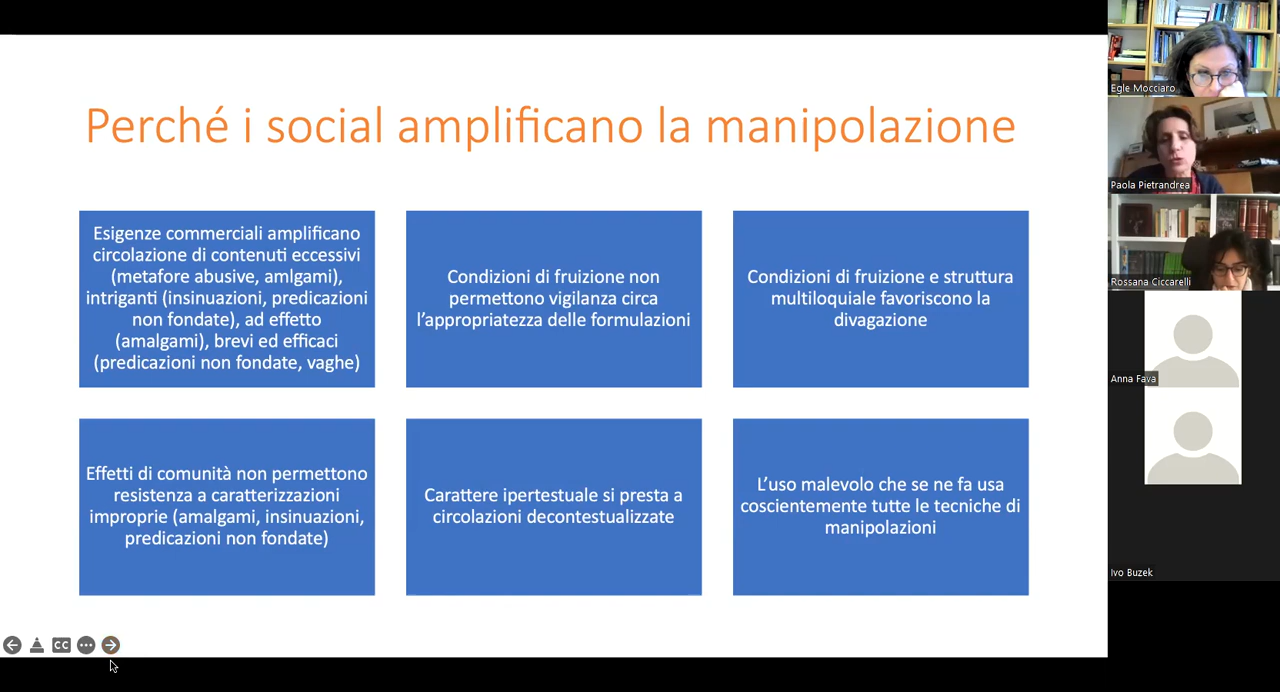 Perché i social amplificano la manipolazione
Esigenze commerciali amplificano
circolazione di contenuti eccessivi
(metafore abusive, amlgami),
intriganti (insinuazioni, predicazioni
non fondate), ad effetto
(amalgami), brevi ed efficaci
(predicazioni non fondate, vaghe)
Condizioni di fruizione non
permettono vigilanza circa
l’appropriatezza delle formulazioni
Condizioni di fruizione e struttura
multiloquiale favoriscono la
divagazione
Effetti di comunità non permettono
resistenza a caratterizzazioni
improprie (amalgami, insinuazioni,
predicazioni non fondate)
Carattere ipertestuale si presta a
circolazioni decontestualizzate
L’uso malevolo che se ne fa usa
coscientemente tutte le tecniche di
manipolazioni
CC
Egle Mocciaro
Paola Pietrandrea
Rossana Ciccarelli
Anna Fava
Ivo Buzek